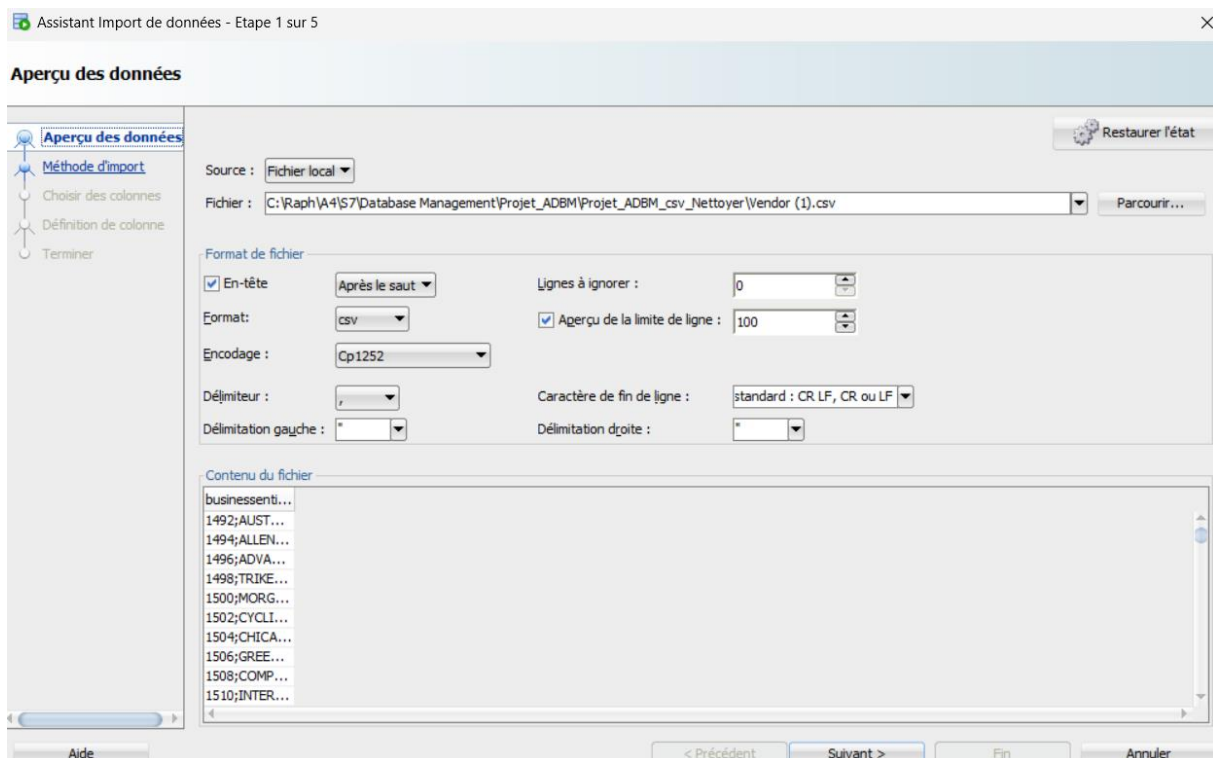 Assistant Import de données - Etape 1 sur 5
Aperçu des données
Aperçu des données
Méthode d'import
Choisir des colonnes
Définition de colonne
Terminer
Restaurer l'état
Source : Fichier local
Fichier : C:\Raph\A4\S7\Database Management\Projet_ADBM\Projet_ADBM_csv_Nettoyer\Vendor (1).csv Parcourir...
Format de fichier
En-tête Après le saut Lignes à ignorer : 0
Format: csv Aperçu de la limite de ligne : 100
Encodage : Cp1252
Délimiteur : , Caractère de fin de ligne : standard : CR LF, CR ou LF
Délimitation gauche : " Délimitation droite : "
Contenu du fichier
businessenti...
1492;AUST...
1494;ALLEN...
1496;ADVA...
1498;TRIKE...
1500;MORG...
1502;CYCLI...
1504;CHICA...
1506;GREE...
1508;COMP...
1510;INTER...
Aide < Précédent Suivant > Fin Annuler